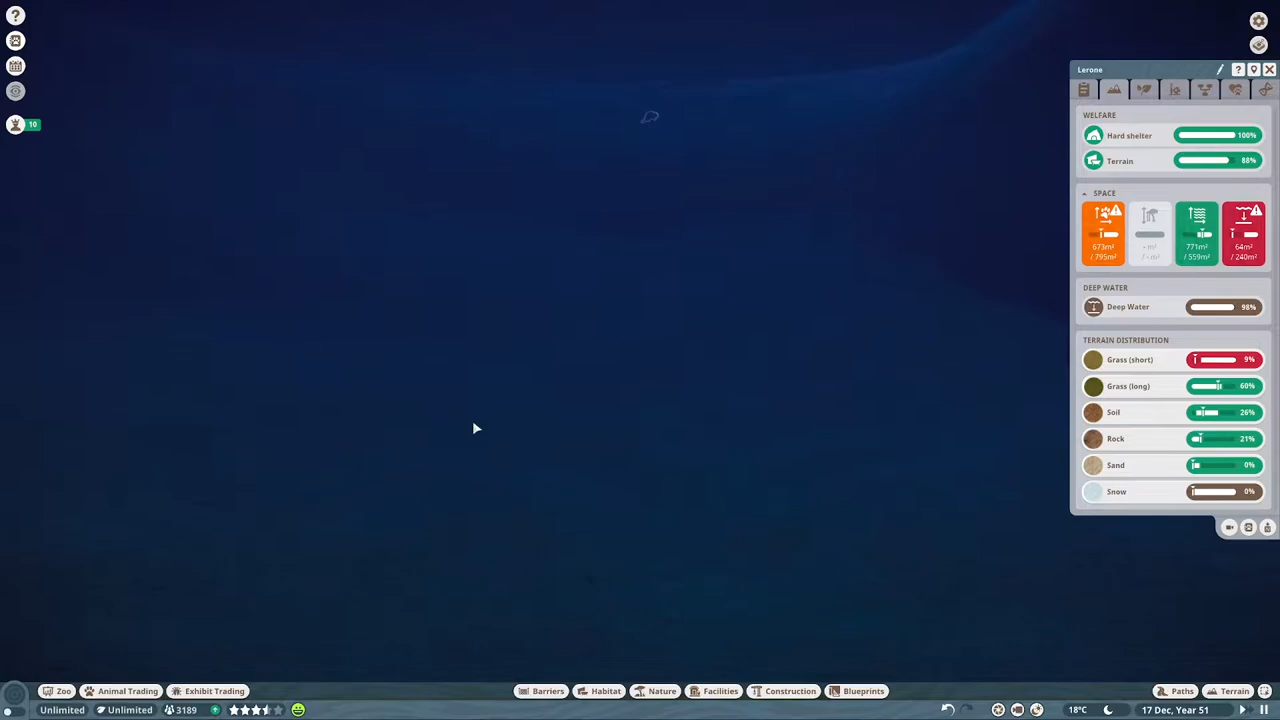 10
Lerone
WELFARE
Hard shelter 100%
Terrain 88%
SPACE
673m² / 795m²
- m² / - m²
771m² / 559m²
64m² / 240m²
DEEP WATER
Deep Water 98%
TERRAIN DISTRIBUTION
Grass (short) 9%
Grass (long) 60%
Soil 26%
Rock 21%
Sand 0%
Snow 0%
Zoo Animal Trading Exhibit Trading Barriers Habitat Nature Facilities Construction Blueprints Paths Terrain
Unlimited Unlimited 3189 18°C 17 Dec, Year 51